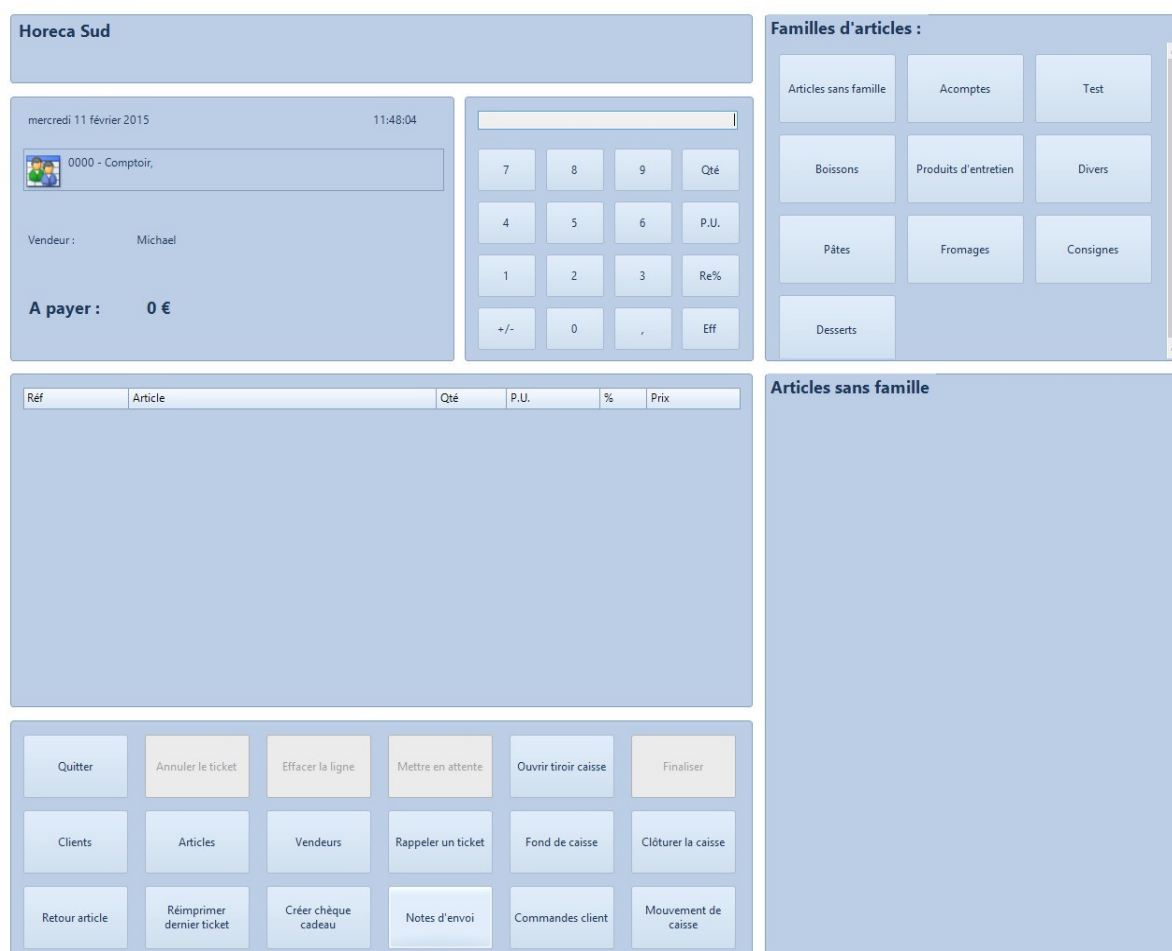 Horeca Sud
mercredi 11 février 2015 11:48:04
0000 - Comptoir,
Vendeur : Michael
A payer : 0 €
7 8 9 Qté
4 5 6 P.U.
1 2 3 Re%
+/- 0 , Eff
Familles d'articles :
Articles sans famille Acomptes Test
Boissons Produits d'entretien Divers
Pâtes Fromages Consignes
Desserts
Réf Article Qté P.U. % Prix
Articles sans famille
Quitter Annuler le ticket Effacer la ligne Mettre en attente Ouvrir tiroir caisse Finaliser
Clients Articles Vendeurs Rappeler un ticket Fond de caisse Clôturer la caisse
Retour article Réimprimer dernier ticket Créer chèque cadeau Notes d'envoi Commandes client Mouvement de caisse